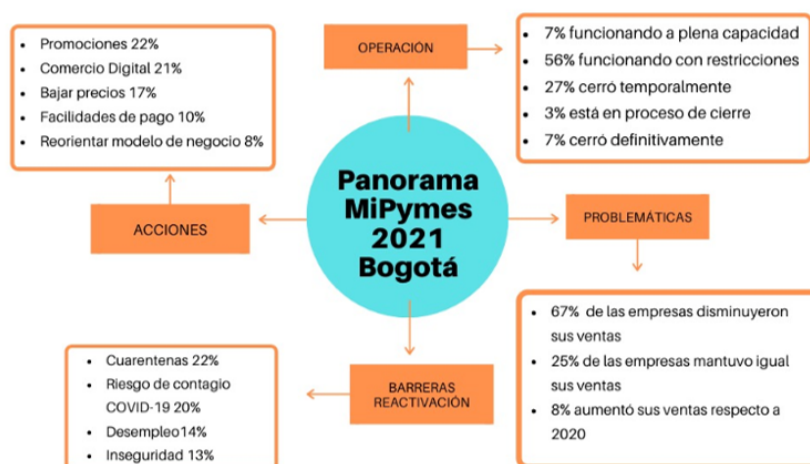 Panorama
MiPymes
2021
Bogotá
OPERACIÓN
• 7% funcionando a plena capacidad
• 56% funcionando con restricciones
• 27% cerró temporalmente
• 3% está en proceso de cierre
• 7% cerró definitivamente
PROBLEMÁTICAS
• 67% de las empresas disminuyeron
sus ventas
• 25% de las empresas mantuvo igual
sus ventas
• 8% aumentó sus ventas respecto a
2020
BARRERAS
REACTIVACIÓN
• Cuarentenas 22%
• Riesgo de contagio
COVID-19 20%
• Desempleo14%
• Inseguridad 13%
ACCIONES
• Promociones 22%
• Comercio Digital 21%
• Bajar precios 17%
• Facilidades de pago 10%
• Reorientar modelo de negocio 8%